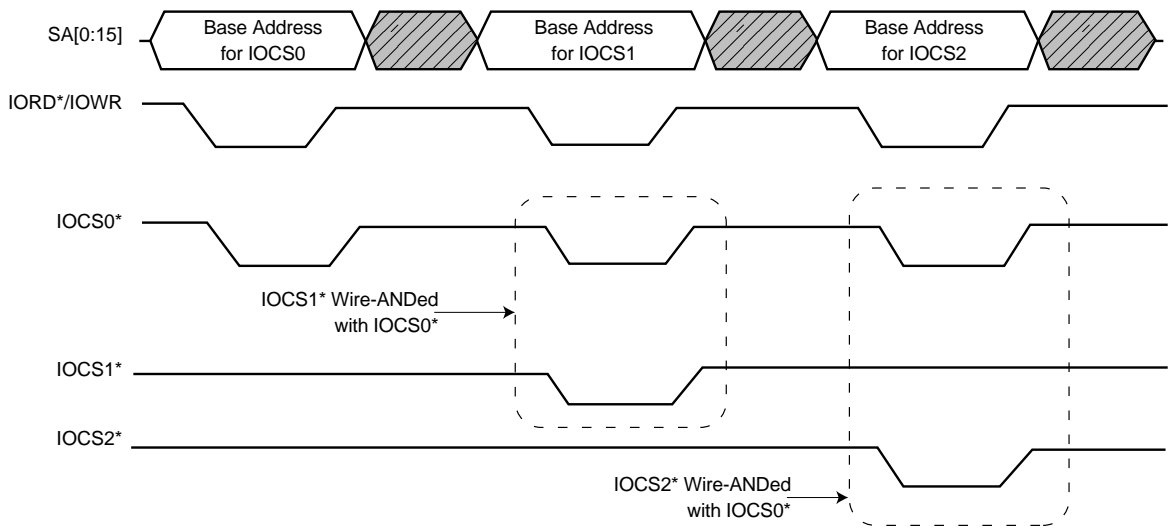 SA[0:15]
Base Address
for IOCS0
Base Address
for IOCS1
Base Address
for IOCS2
IORD*/IOWR
IOCS0*
IOCS1* Wire-ANDed
with IOCS0*
IOCS1*
IOCS2*
IOCS2* Wire-ANDed
with IOCS0*